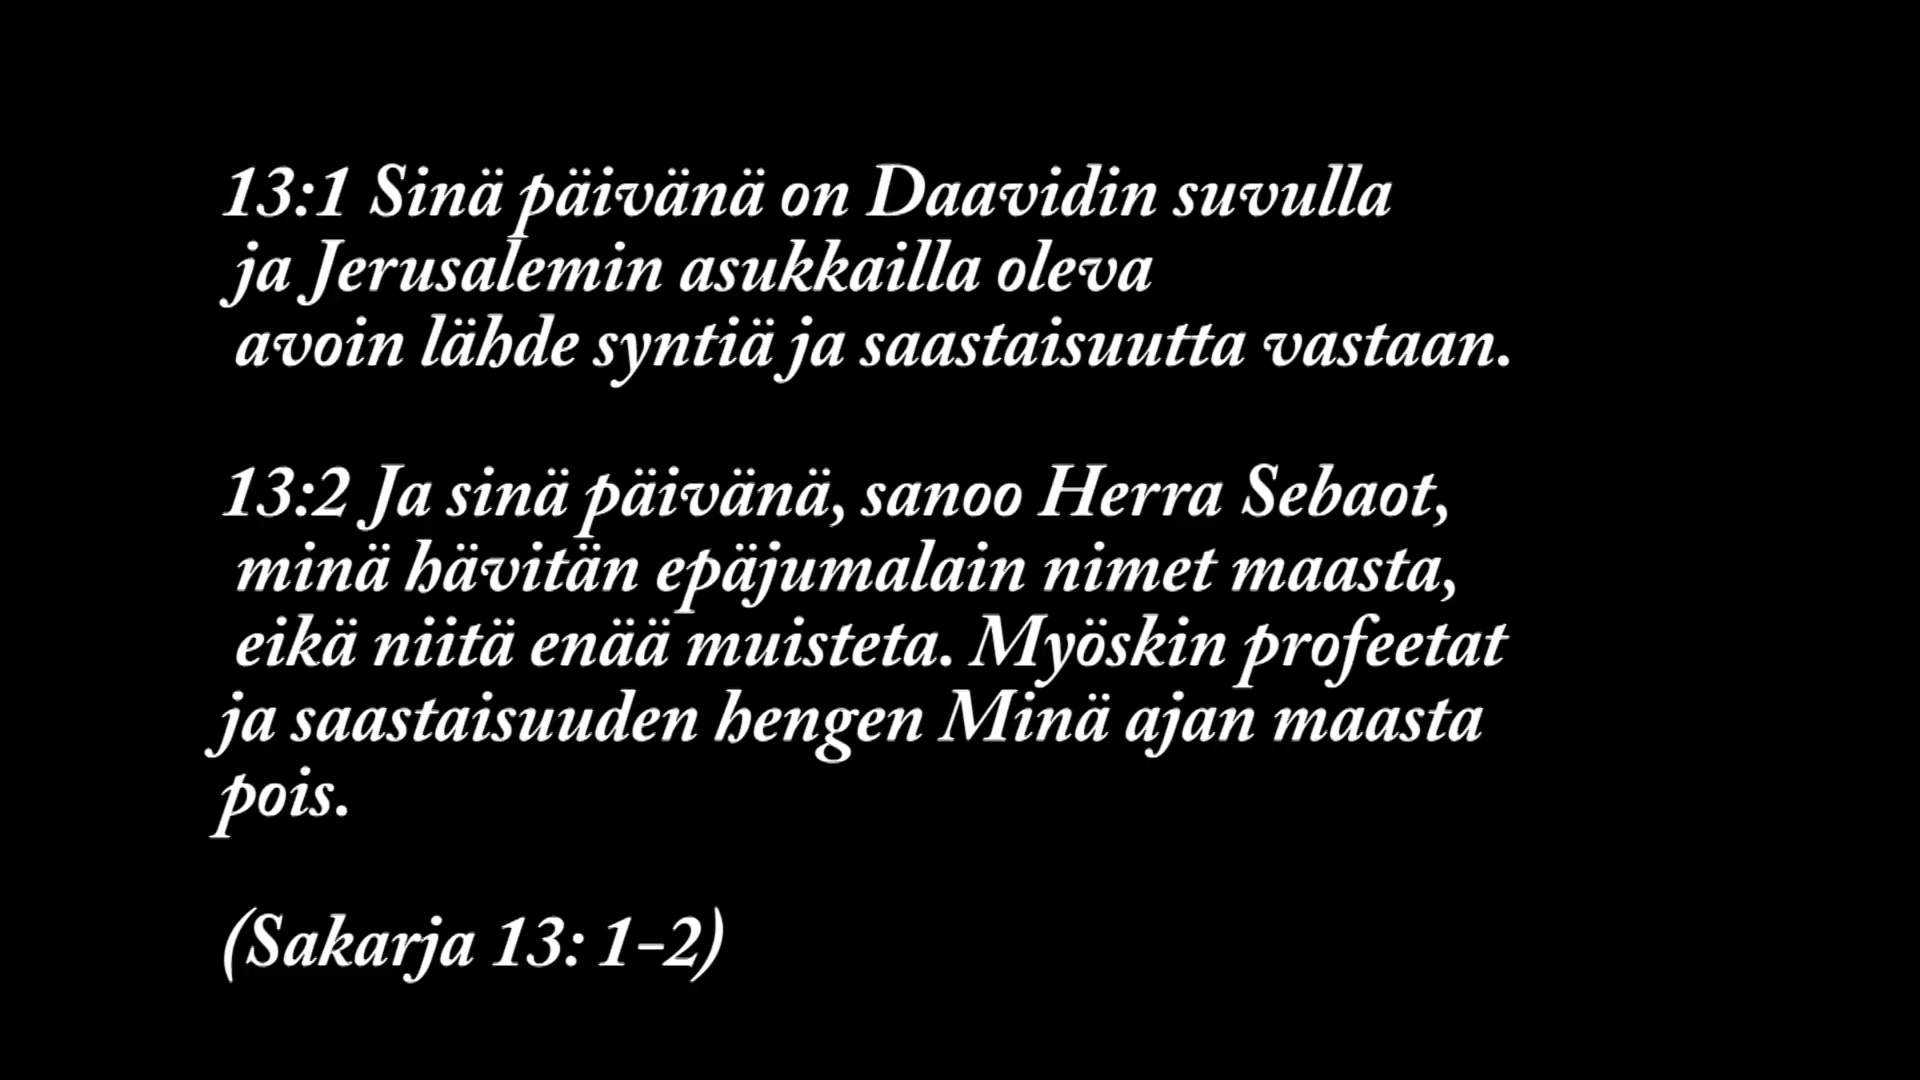 13:1 Sinä päivänä on Daavidin suvulla
ja Jerusalemin asukkailla oleva
avoin lähde syntiä ja saastaisuutta vastaan.
13:2 Ja sinä päivänä, sanoo Herra Sebaot,
minä hävitän epäjumalain nimet maasta,
eikä niitä enää muisteta. Myöskin profeetat
ja saastaisuuden hengen Minä ajan maasta
pois.
(Sakarja 13: 1-2)